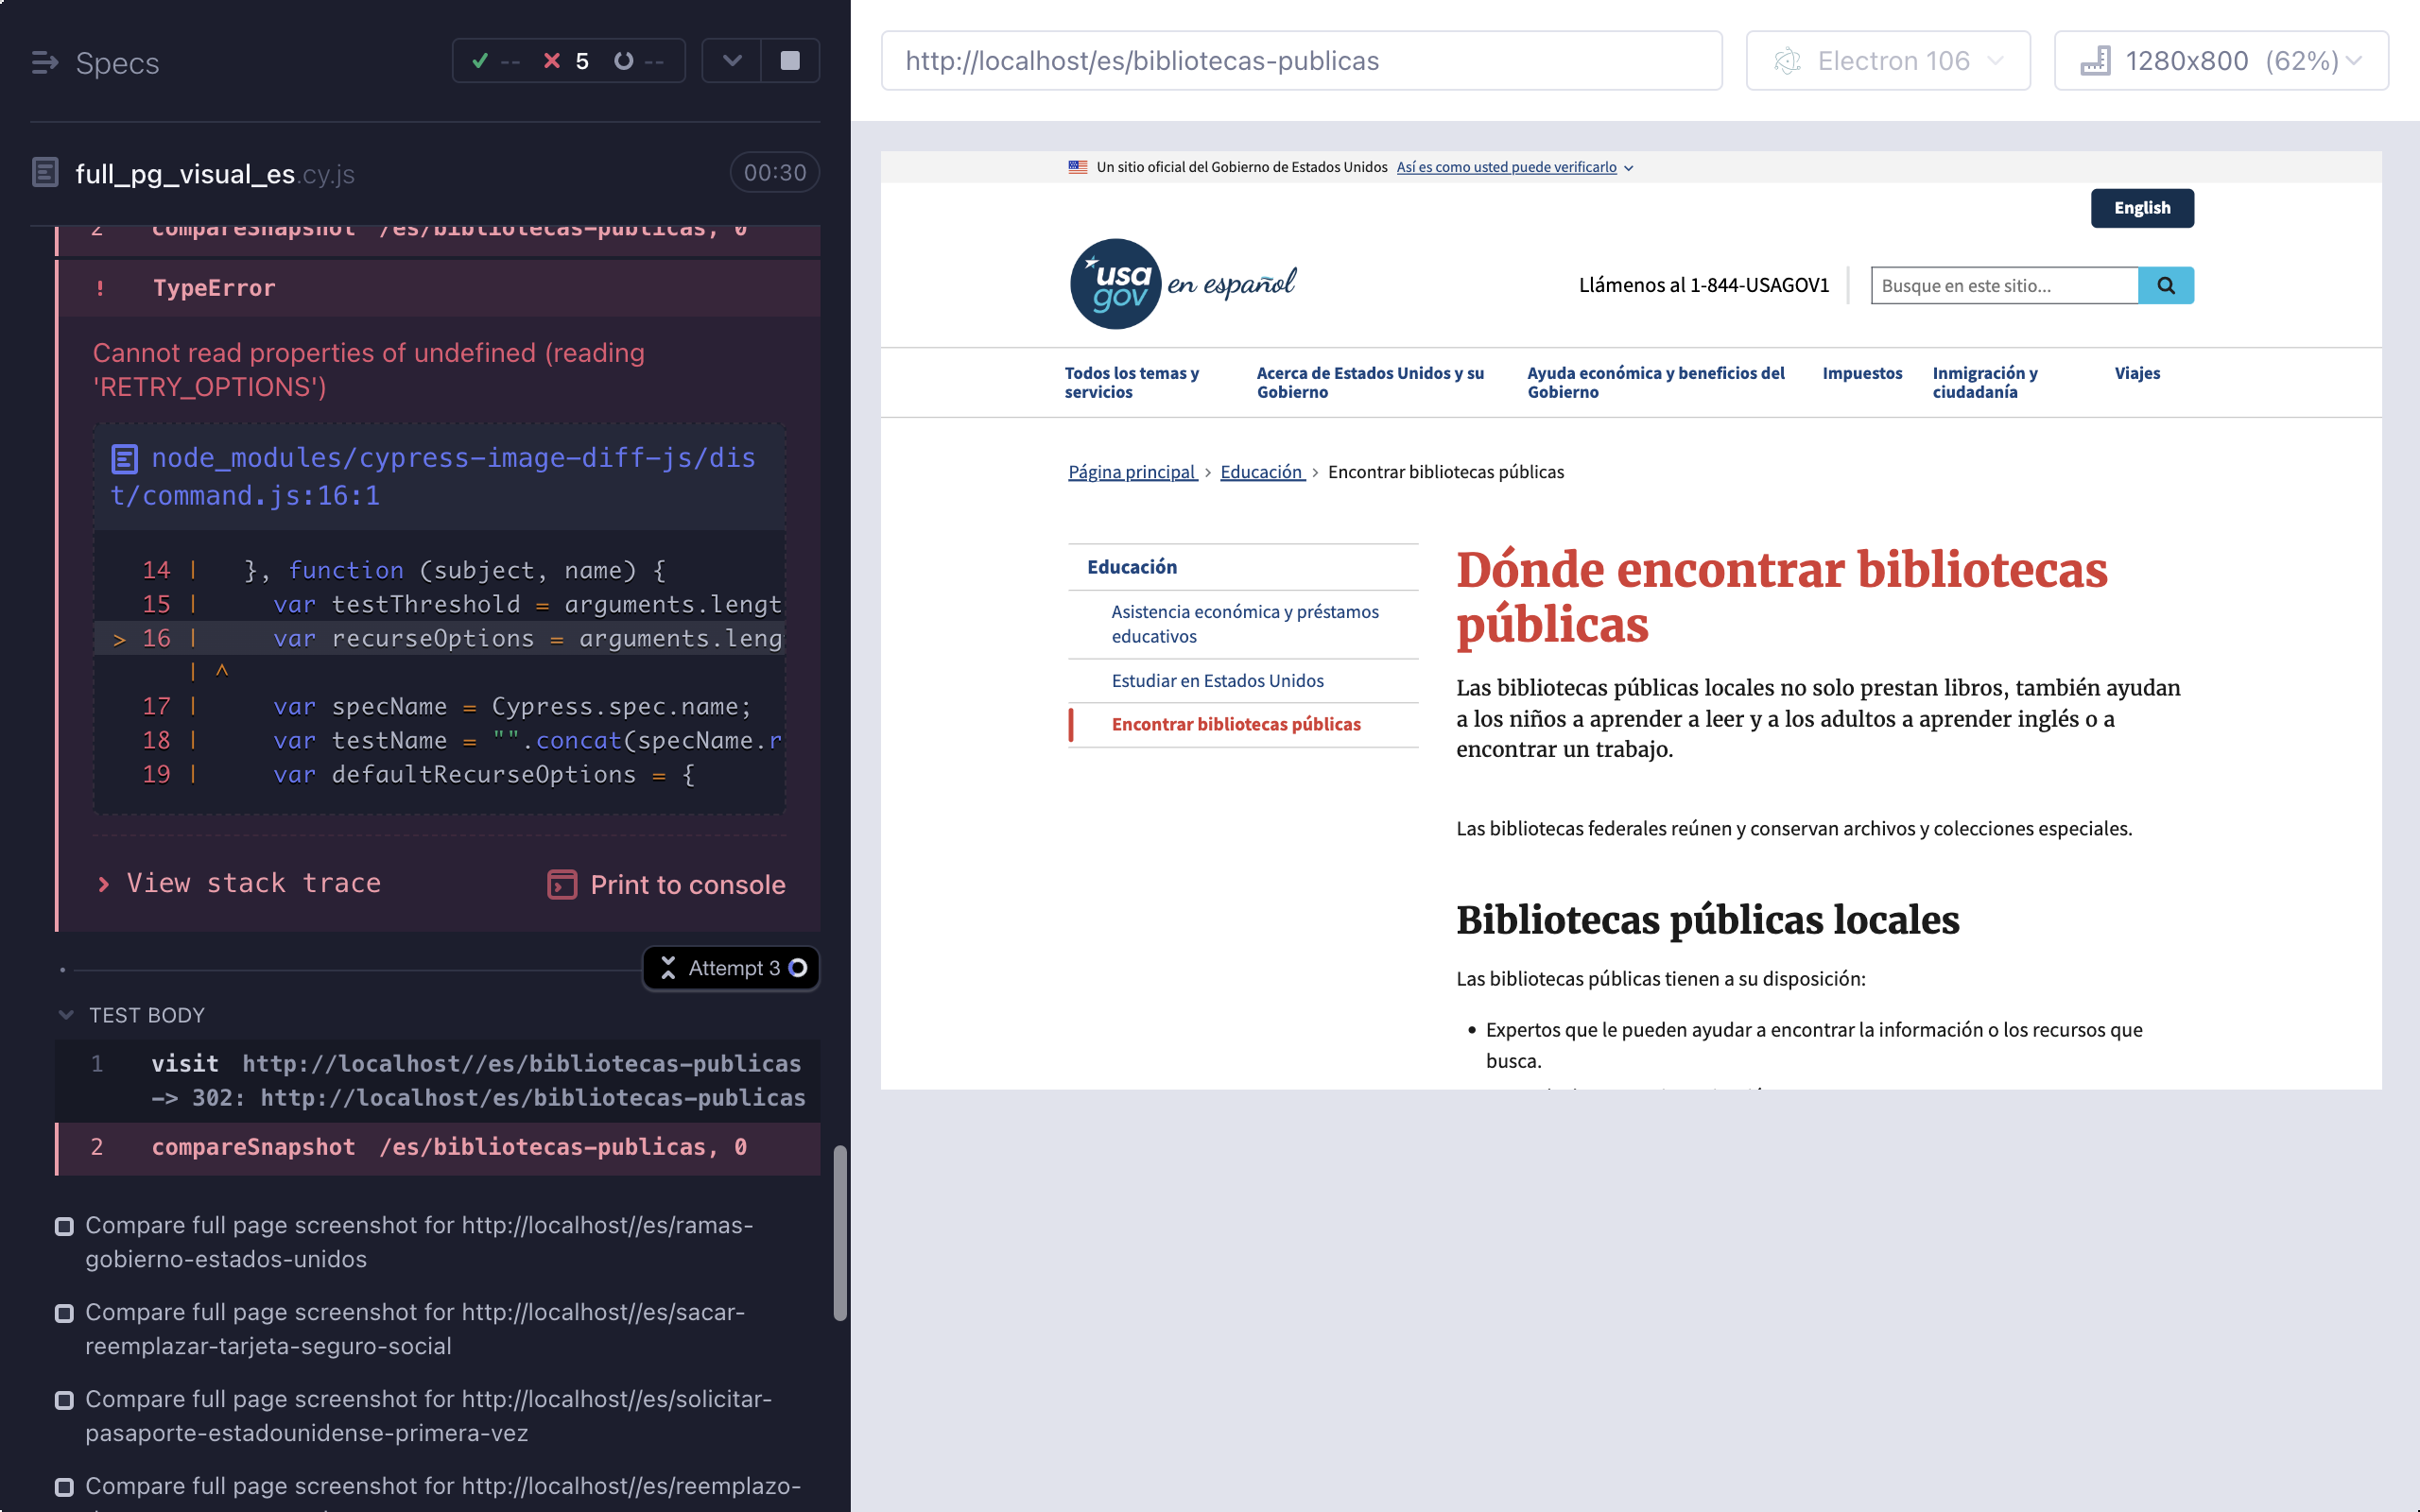 Specs
-- 5 --
full_pg_visual_es.cy.js
00:30
2 compareSnapshot /es/bibliotecas-publicas, 0
! TypeError
Cannot read properties of undefined (reading
'RETRY_OPTIONS')
node_modules/cypress-image-diff-js/dis
t/command.js:16:1
14 | }, function (subject, name) {
15 | var testThreshold = arguments.lengt
> 16 | var recurseOptions = arguments.leng
| ^
17 | var specName = Cypress.spec.name;
18 | var testName = "".concat(specName.r
19 | var defaultRecurseOptions = {
View stack trace
Print to console
Attempt 3
TEST BODY
1 visit http://localhost//es/bibliotecas-publicas
-> 302: http://localhost/es/bibliotecas-publicas
2 compareSnapshot /es/bibliotecas-publicas, 0
Compare full page screenshot for http://localhost//es/ramas-
gobierno-estados-unidos
Compare full page screenshot for http://localhost//es/sacar-
reemplazar-tarjeta-seguro-social
Compare full page screenshot for http://localhost//es/solicitar-
pasaporte-estadounidense-primera-vez
Compare full page screenshot for http://localhost//es/reemplazo-
http://localhost/es/bibliotecas-publicas
Electron 106
1280x800 (62%)
Un sitio oficial del Gobierno de Estados Unidos Así es como usted puede verificarlo
English
usa
gov
en español
Llámenos al 1-844-USAGOV1
Busque en este sitio...
Todos los temas y
servicios
Acerca de Estados Unidos y su
Gobierno
Ayuda económica y beneficios del
Gobierno
Impuestos
Inmigración y
ciudadanía
Viajes
Página principal › Educación › Encontrar bibliotecas públicas
Educación
Asistencia económica y préstamos
educativos
Estudiar en Estados Unidos
Encontrar bibliotecas públicas
Dónde encontrar bibliotecas
públicas
Las bibliotecas públicas locales no solo prestan libros, también ayudan
a los niños a aprender a leer y a los adultos a aprender inglés o a
encontrar un trabajo.
Las bibliotecas federales reúnen y conservan archivos y colecciones especiales.
Bibliotecas públicas locales
Las bibliotecas públicas tienen a su disposición:
• Expertos que le pueden ayudar a encontrar la información o los recursos que
busca.